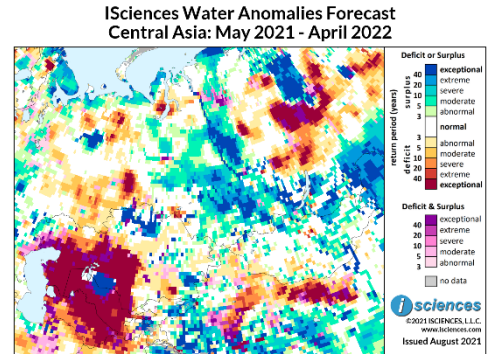 ISciences Water Anomalies Forecast
Central Asia: May 2021 - April 2022
Deficit or Surplus
exceptional
40
extreme
20
severe
10
moderate
5
abnormal
3
normal
3
abnormal
5
moderate
10
severe
20
extreme
40
exceptional
surplus
deficit
return period (years)
Deficit & Surplus
exceptional
40
extreme
20
severe
10
moderate
5
abnormal
3
no data
i sciences
©2021 ISCIENCES, L.L.C.
www.isciences.com
Issued August 2021